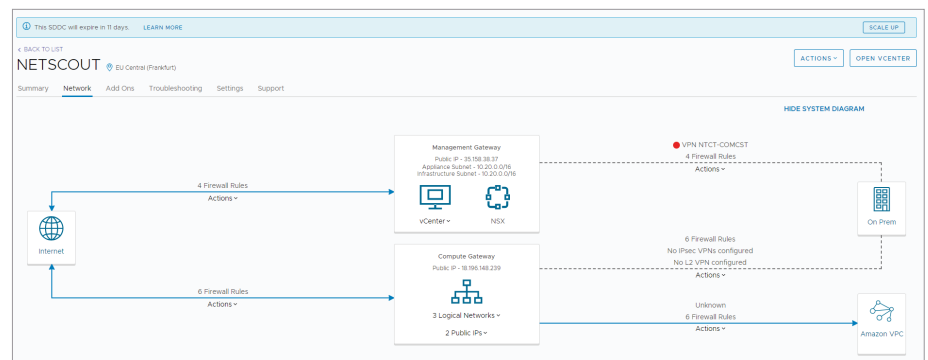 This SDDC will expire in 11 days. LEARN MORE
SCALE UP
< BACK TO LIST
NETSCOUT EU Central (Frankfurt)
ACTIONS
OPEN VCENTER
Summary Network Add Ons Troubleshooting Settings Support
HIDE SYSTEM DIAGRAM
Management Gateway
Public IP - 35.158.38.37
Appliance Subnet - 10.20.0.0/16
Infrastructure Subnet - 10.20.0.0/16
vCenter NSX
VPN NTCT-COMCST
4 Firewall Rules
Actions
4 Firewall Rules
Actions
On Prem
Internet
6 Firewall Rules
No IPsec VPNs configured
No L2 VPN configured
Actions
Compute Gateway
Public IP - 18.196.148.239
3 Logical Networks
2 Public IPs
6 Firewall Rules
Actions
Unknown
6 Firewall Rules
Actions
Amazon VPC